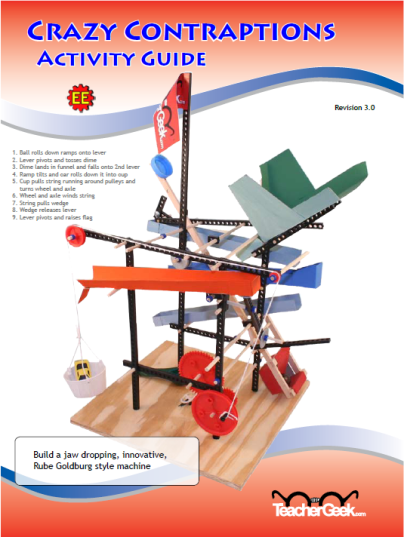 CRAZY CONTRAPTIONS
ACTIVITY GUIDE
EE
Revision 3.0
1. Ball rolls down ramps onto lever
2. Lever pivots and tosses dime
3. Dime lands in funnel and falls onto 2nd lever
4. Ramp tilts and car rolls down it into cup
5. Cup pulls string running around pulleys and
turns wheel and axle
6. Wheel and axle winds string
7. String pulls wedge
8. Wedge releases lever
9. Lever pivots and raises flag
Build a jaw dropping, innovative,
Rube Goldburg style machine
TeacherGeek.com